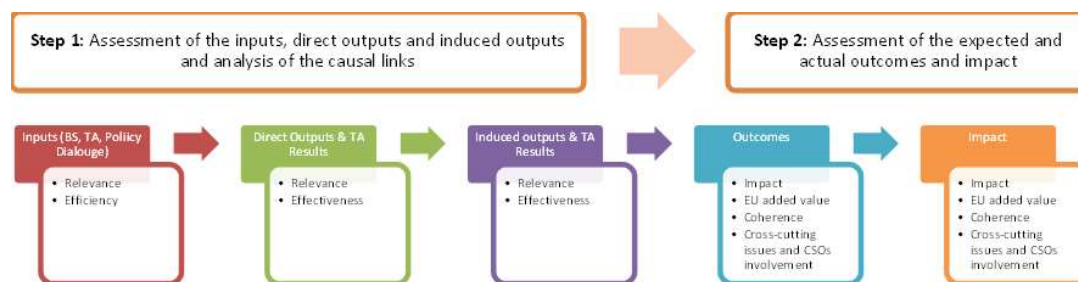 Step 1: Assessment of the inputs, direct outputs and induced outputs
and analysis of the causal links
Step 2: Assessment of the expected and
actual outcomes and impact
Inputs (BS, TA, Poliicy
Dialouge)
• Relevance
• Efficiency
Direct Outputs & TA
Results
• Relevance
• Effectiveness
Induced outputs & TA
Results
• Relevance
• Effectiveness
Outcomes
• Impact
• EU added value
• Coherence
• Cross-cutting
issues and CSOs
involvement
Impact
• Impact
• EU added value
• Coherence
• Cross-cutting
issues and CSOs
involvement